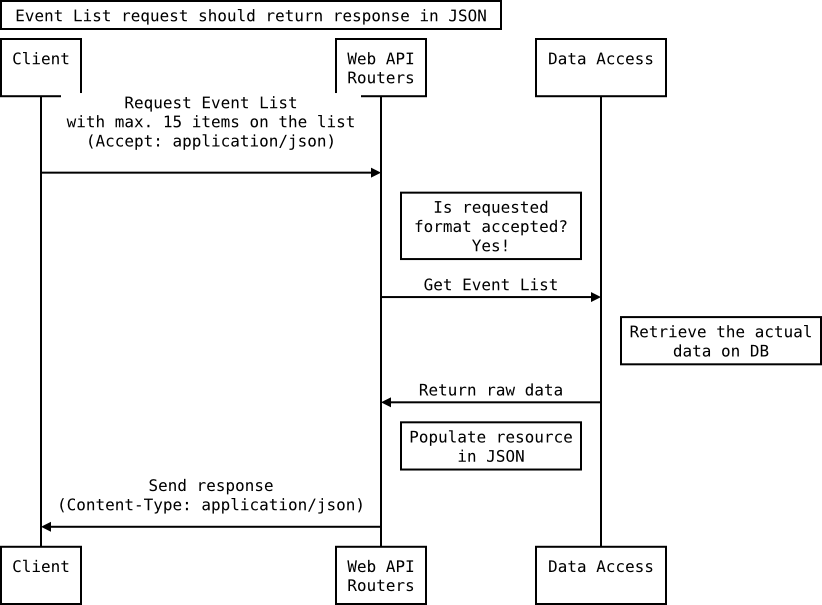 Event List request should return response in JSON
Client
Web API
Routers
Data Access
Request Event List
with max. 15 items on the list
(Accept: application/json)
Is requested
format accepted?
Yes!
Get Event List
Retrieve the actual
data on DB
Return raw data
Populate resource
in JSON
Send response
(Content-Type: application/json)
Client
Web API
Routers
Data Access